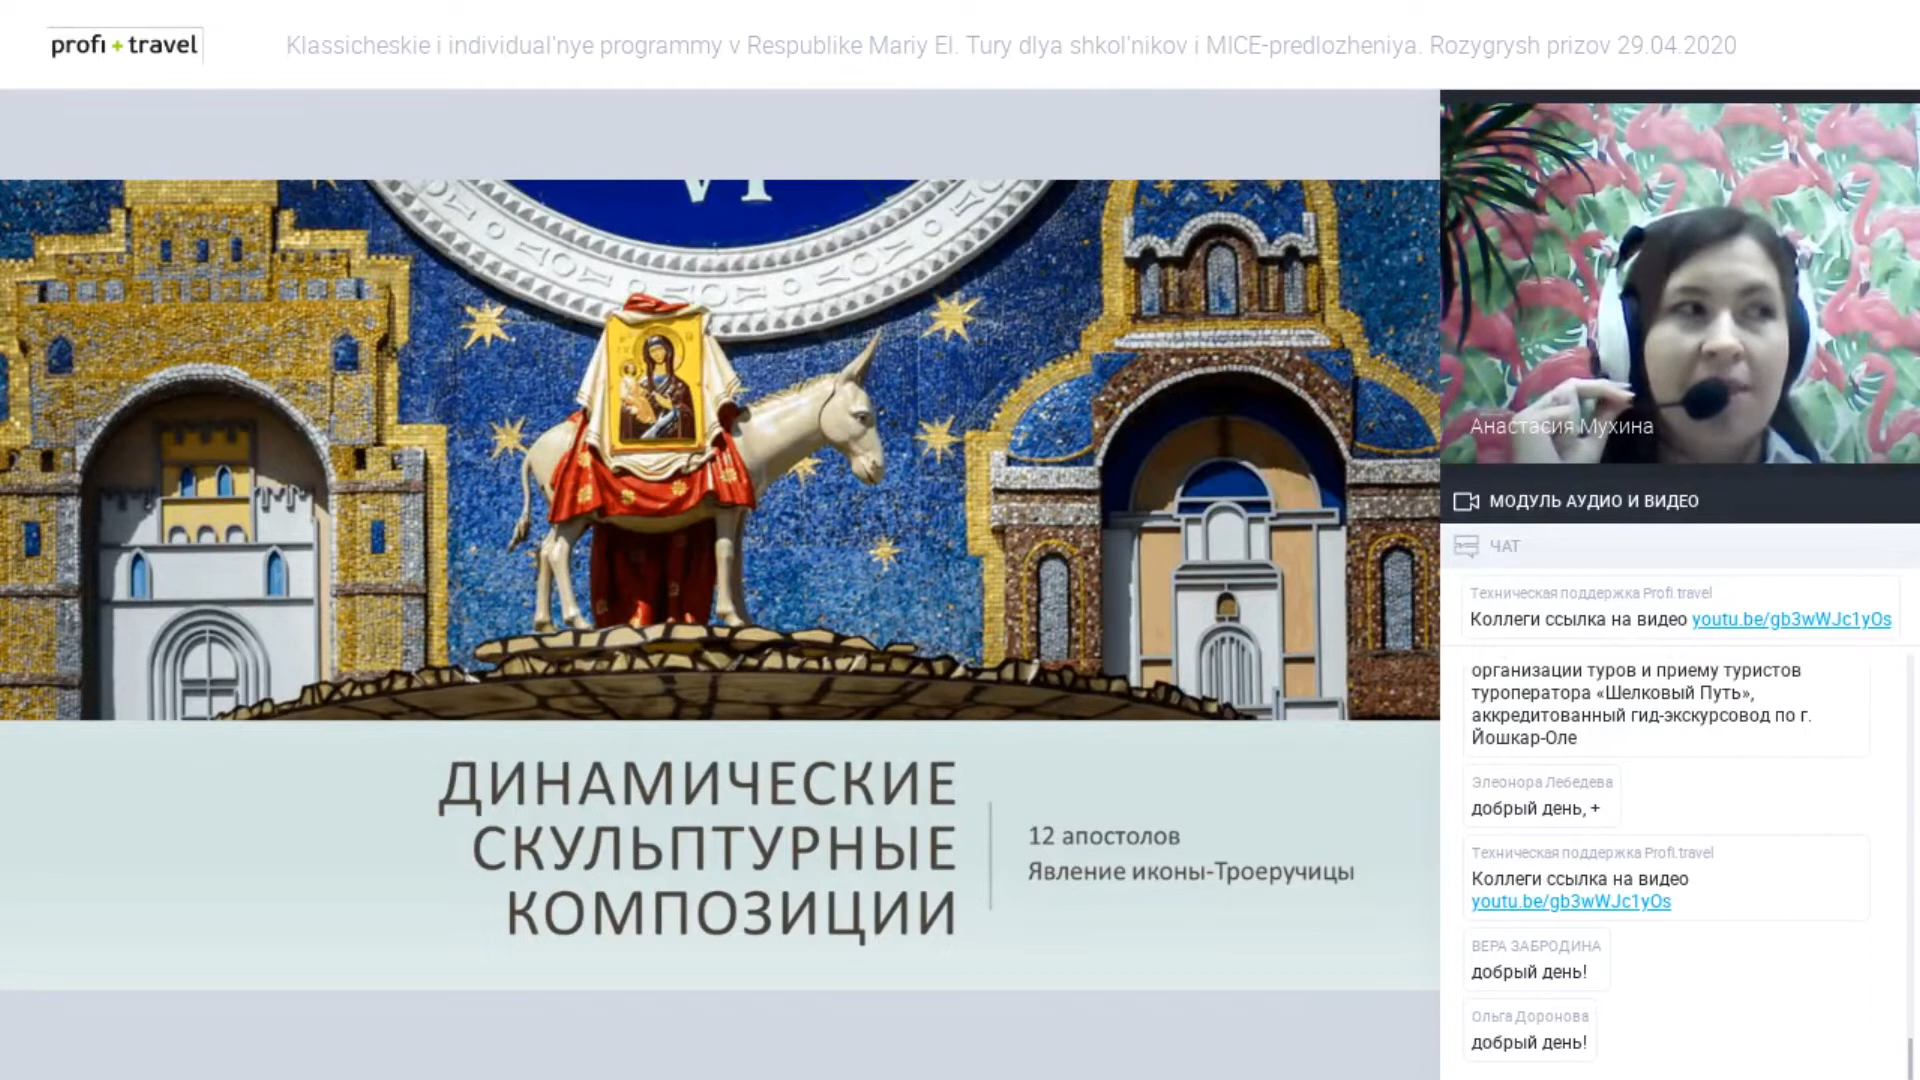 profi + travel
Klassicheskie i individual'nye programmy v Respublike Mariy El. Tury dlya shkol'nikov i MICE-predlozheniya. Rozygrysh prizov 29.04.2020
VI
ДИНАМИЧЕСКИЕ
СКУЛЬПТУРНЫЕ
КОМПОЗИЦИИ
12 апостолов
Явление иконы-Троеручицы
Анастасия Мухина
МОДУЛЬ АУДИО И ВИДЕО
ЧАТ
Техническая поддержка Profi.travel
Коллеги ссылка на видео youtu.be/gb3wWJc1yOs
организации туров и приему туристов
туроператора «Шелковый Путь»,
аккредитованный гид-экскурсовод по г.
Йошкар-Оле
Элеонора Лебедева
добрый день, +
Техническая поддержка Profi.travel
Коллеги ссылка на видео
youtu.be/gb3wWJc1yOs
ВЕРА ЗАБРОДИНА
добрый день!
Ольга Доронова
добрый день!